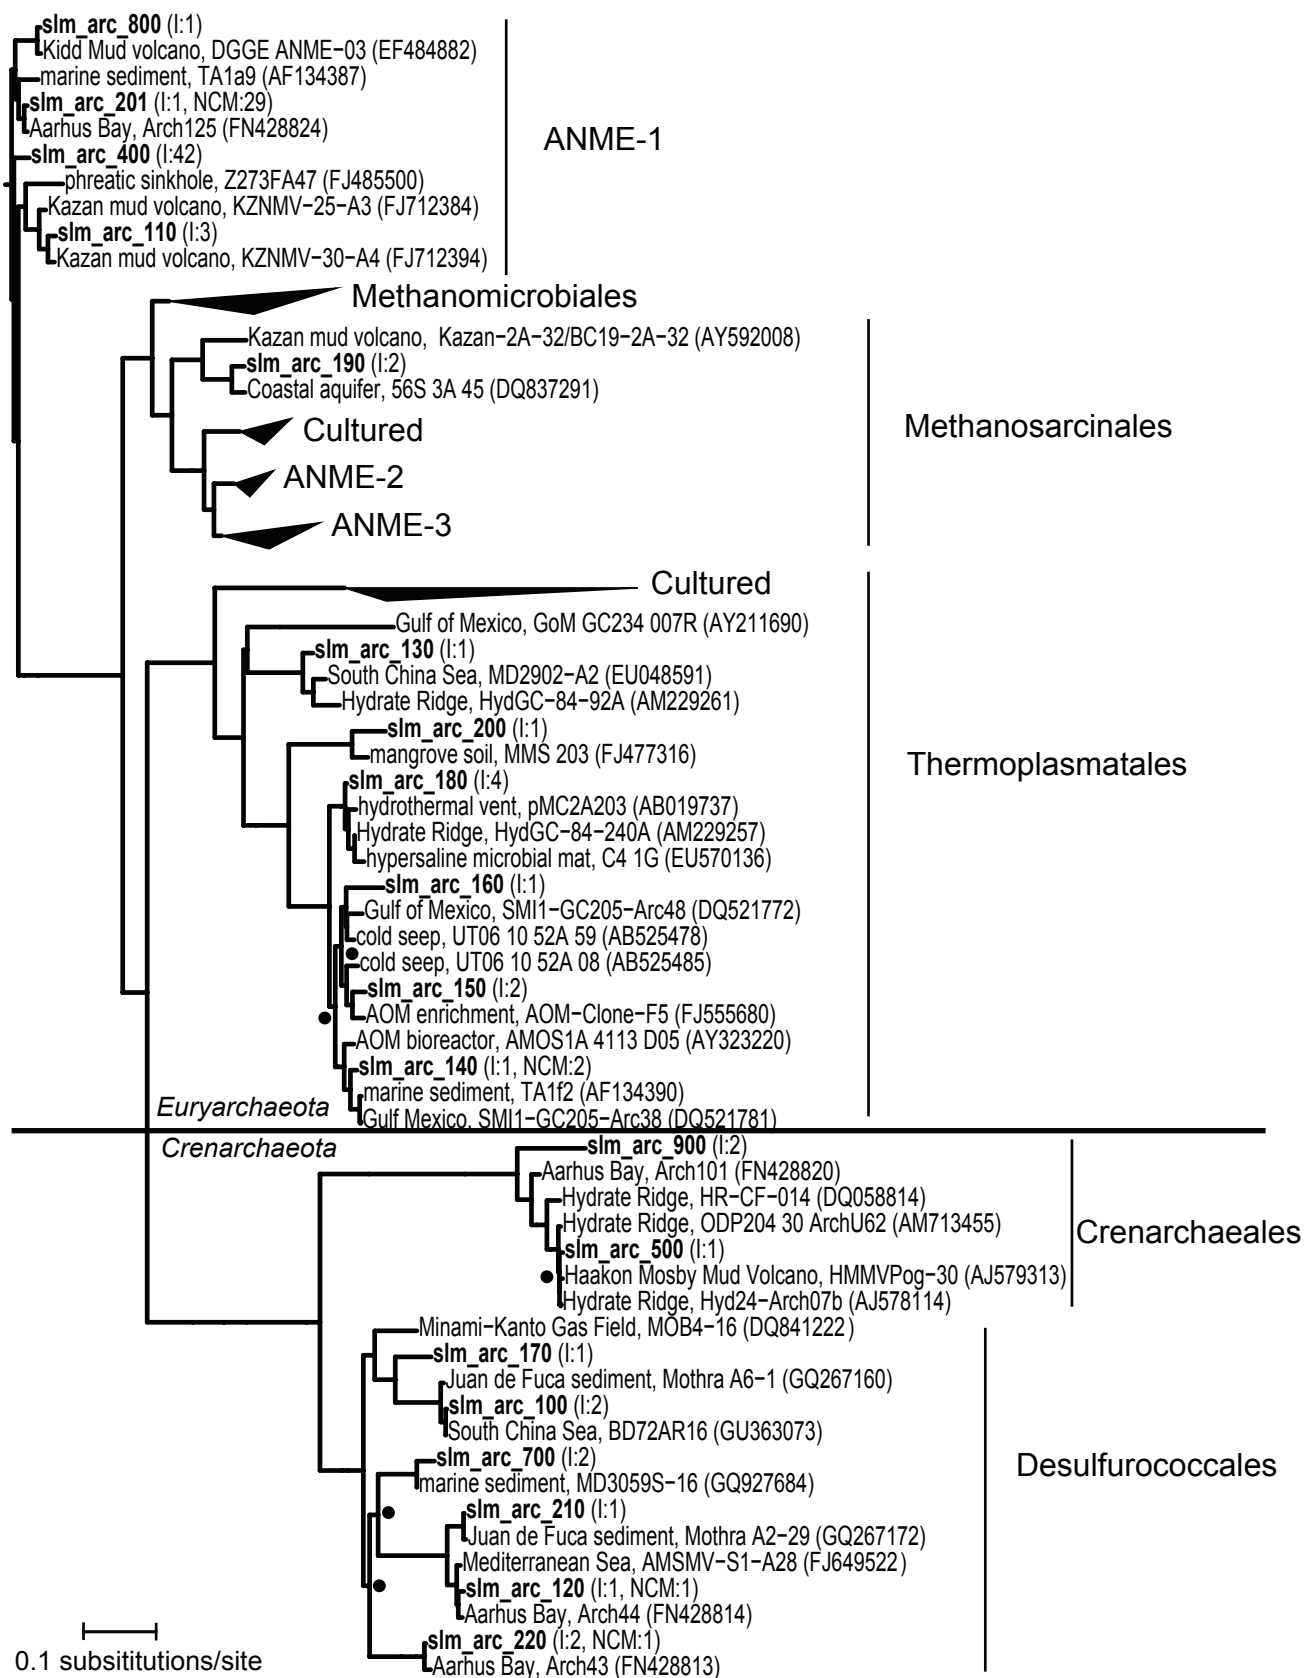 slm_arc_800 (I:1)
Kidd Mud volcano, DGGE ANME−03 (EF484882)
marine sediment, TA1a9 (AF134387)
slm_arc_201 (I:1, NCM:29)
Aarhus Bay, Arch125 (FN428824)
slm_arc_400 (I:42)
phreatic sinkhole, Z273FA47 (FJ485500)
Kazan mud volcano, KZNMV−25−A3 (FJ712384)
slm_arc_110 (I:3)
Kazan mud volcano, KZNMV−30−A4 (FJ712394)
ANME-1
Methanomicrobiales
Kazan mud volcano, Kazan−2A−32/BC19−2A−32 (AY592008)
slm_arc_190 (I:2)
Coastal aquifer, 56S 3A 45 (DQ837291)
Cultured
ANME-2
ANME-3
Methanosarcinales
Cultured
Gulf of Mexico, GoM GC234 007R (AY211690)
slm_arc_130 (I:1)
South China Sea, MD2902−A2 (EU048591)
Hydrate Ridge, HydGC−84−92A (AM229261)
slm_arc_200 (I:1)
mangrove soil, MMS 203 (FJ477316)
slm_arc_180 (I:4)
hydrothermal vent, pMC2A203 (AB019737)
Hydrate Ridge, HydGC−84−240A (AM229257)
hypersaline microbial mat, C4 1G (EU570136)
slm_arc_160 (I:1)
Gulf of Mexico, SMI1−GC205−Arc48 (DQ521772)
cold seep, UT06 10 52A 59 (AB525478)
cold seep, UT06 10 52A 08 (AB525485)
slm_arc_150 (I:2)
AOM enrichment, AOM−Clone−F5 (FJ555680)
AOM bioreactor, AMOS1A 4113 D05 (AY323220)
slm_arc_140 (I:1, NCM:2)
marine sediment, TA1f2 (AF134390)
Gulf Mexico, SMI1−GC205−Arc38 (DQ521781)
Thermoplasmatales
Euryarchaeota
Crenarchaeota
slm_arc_900 (I:2)
Aarhus Bay, Arch101 (FN428820)
Hydrate Ridge, HR−CF−014 (DQ058814)
Hydrate Ridge, ODP204 30 ArchU62 (AM713455)
slm_arc_500 (I:1)
Haakon Mosby Mud Volcano, HMMVPog−30 (AJ579313)
Hydrate Ridge, Hyd24−Arch07b (AJ578114)
Crenarchaeales
Minami−Kanto Gas Field, MOB4−16 (DQ841222)
slm_arc_170 (I:1)
Juan de Fuca sediment, Mothra A6−1 (GQ267160)
slm_arc_100 (I:2)
South China Sea, BD72AR16 (GU363073)
slm_arc_700 (I:2)
marine sediment, MD3059S−16 (GQ927684)
slm_arc_210 (I:1)
Juan de Fuca sediment, Mothra A2−29 (GQ267172)
Mediterranean Sea, AMSMV−S1−A28 (FJ649522)
slm_arc_120 (I:1, NCM:1)
Aarhus Bay, Arch44 (FN428814)
slm_arc_220 (I:2, NCM:1)
Aarhus Bay, Arch43 (FN428813)
Desulfurococcales
0.1 subsititutions/site